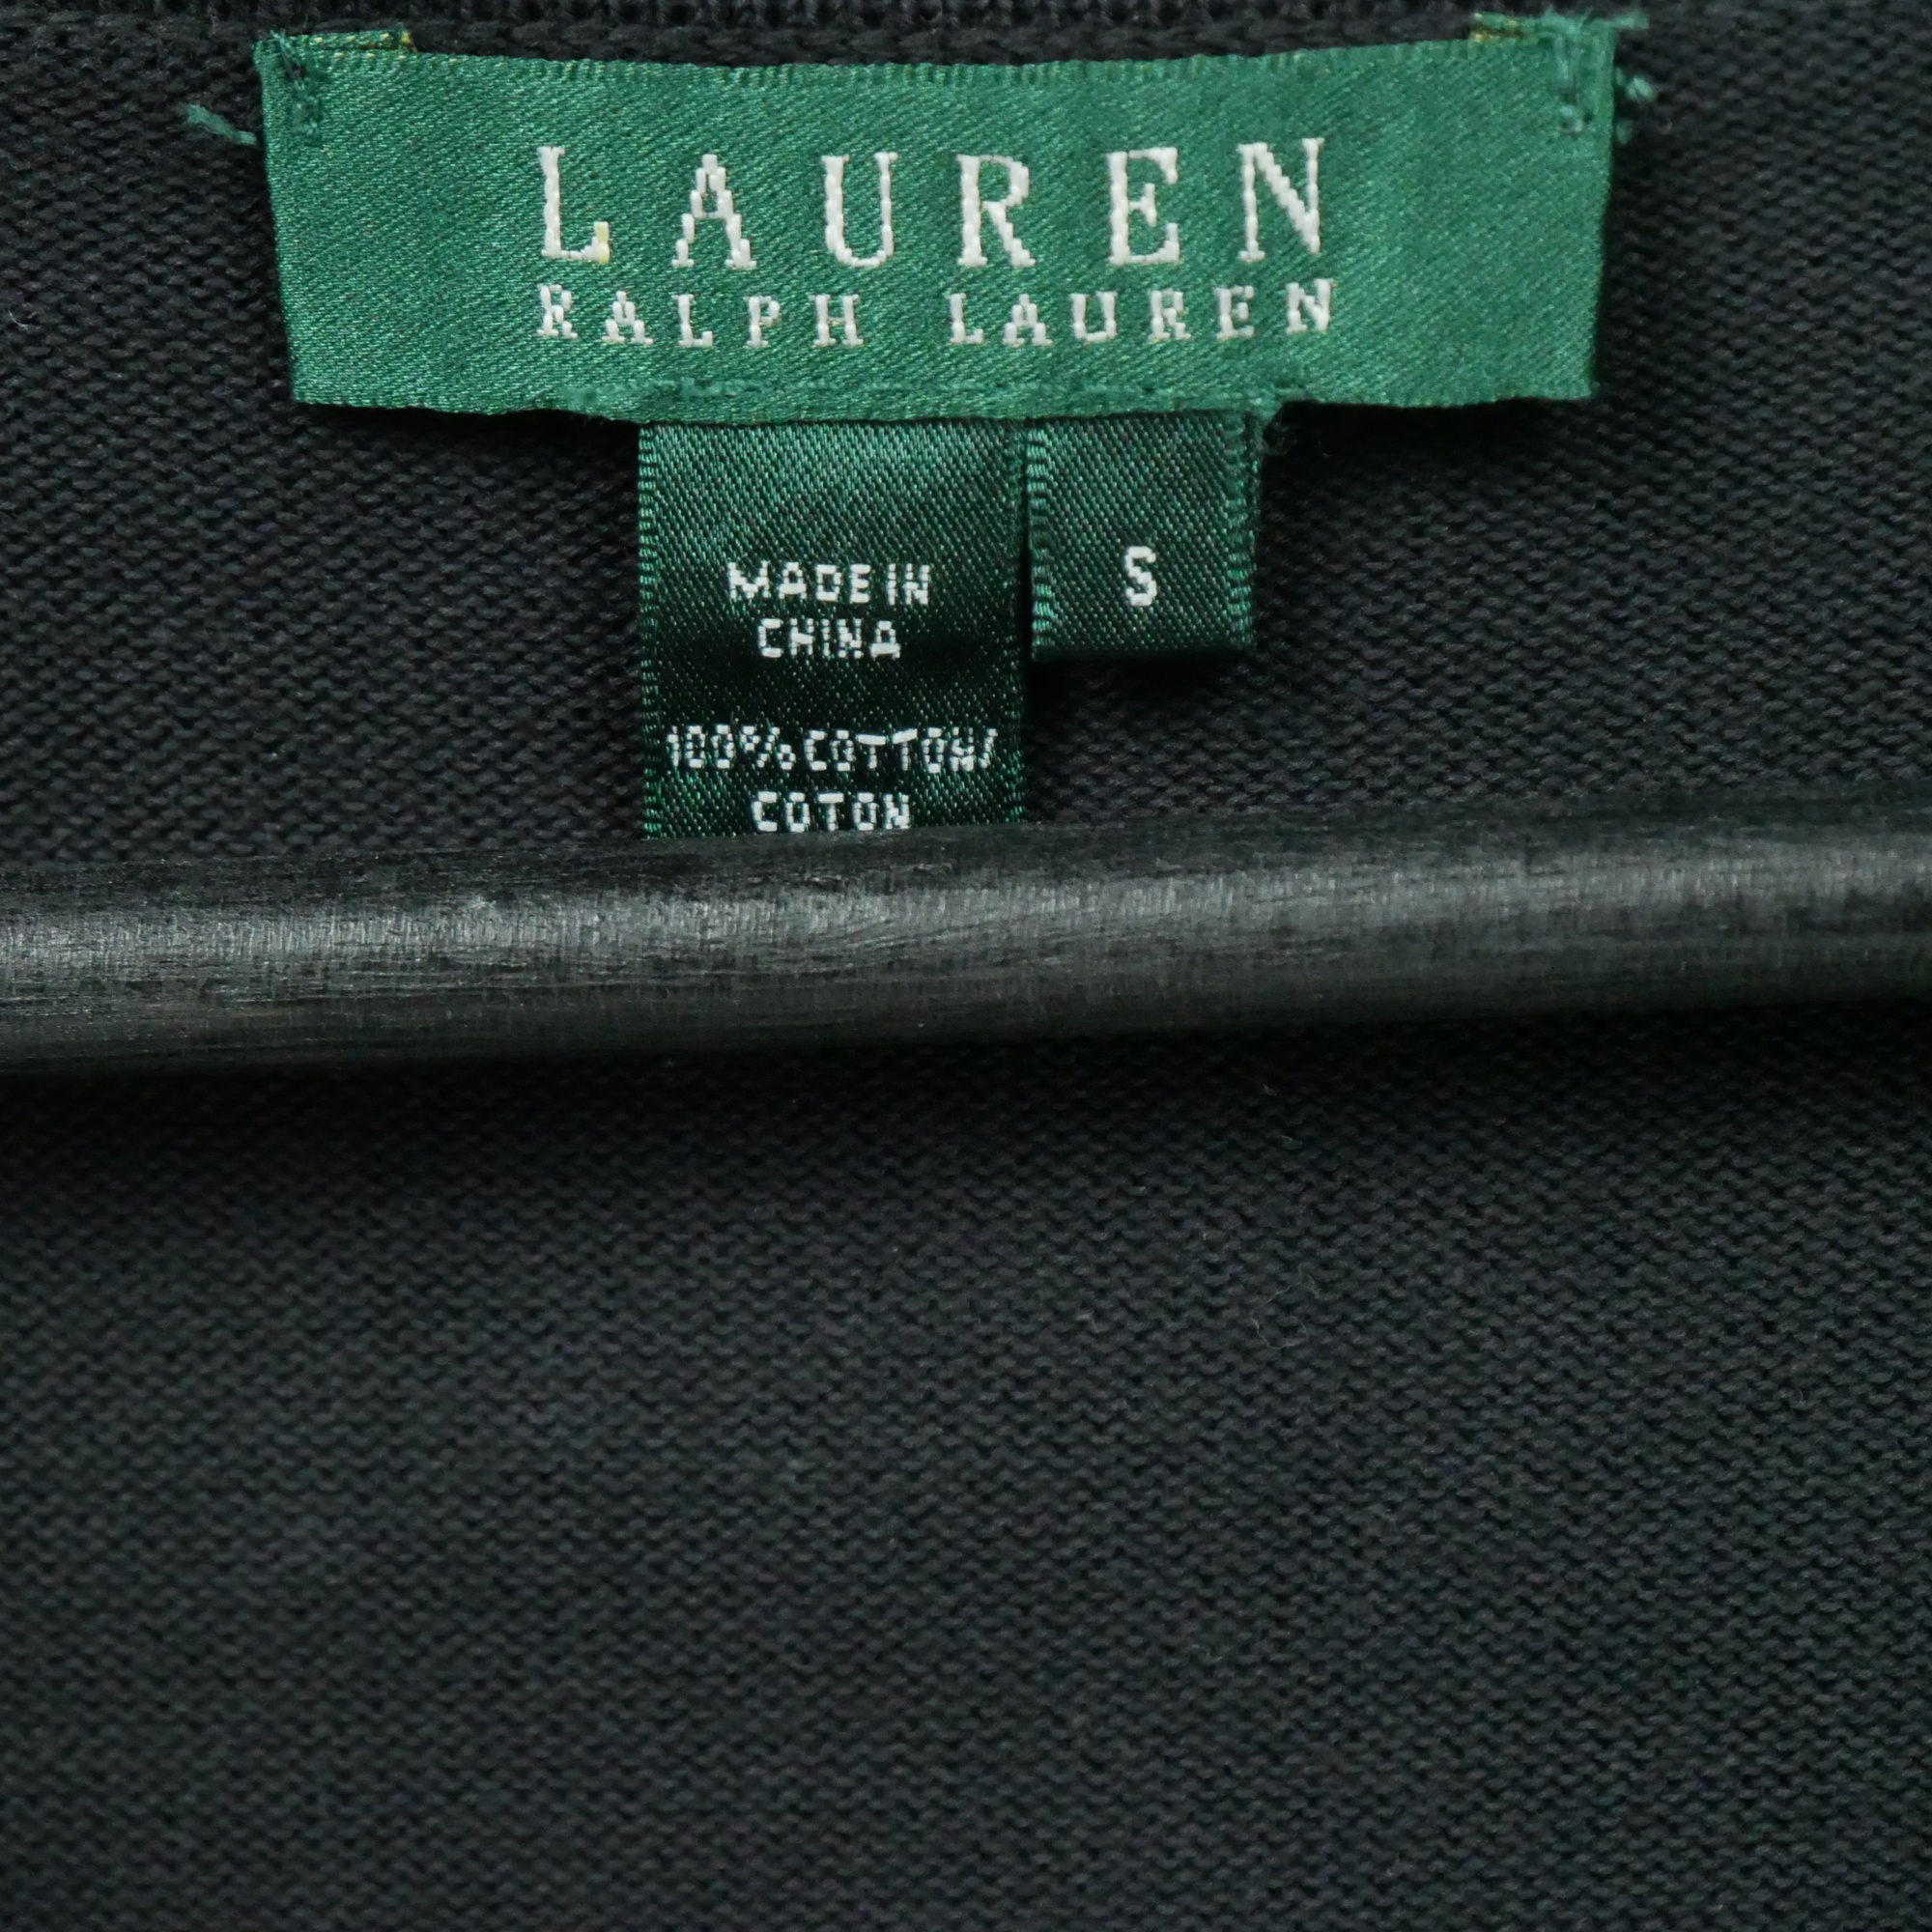 LAUREN
RALPH LAUREN
MADE IN
CHINA
S
100% COTTON/
COTON